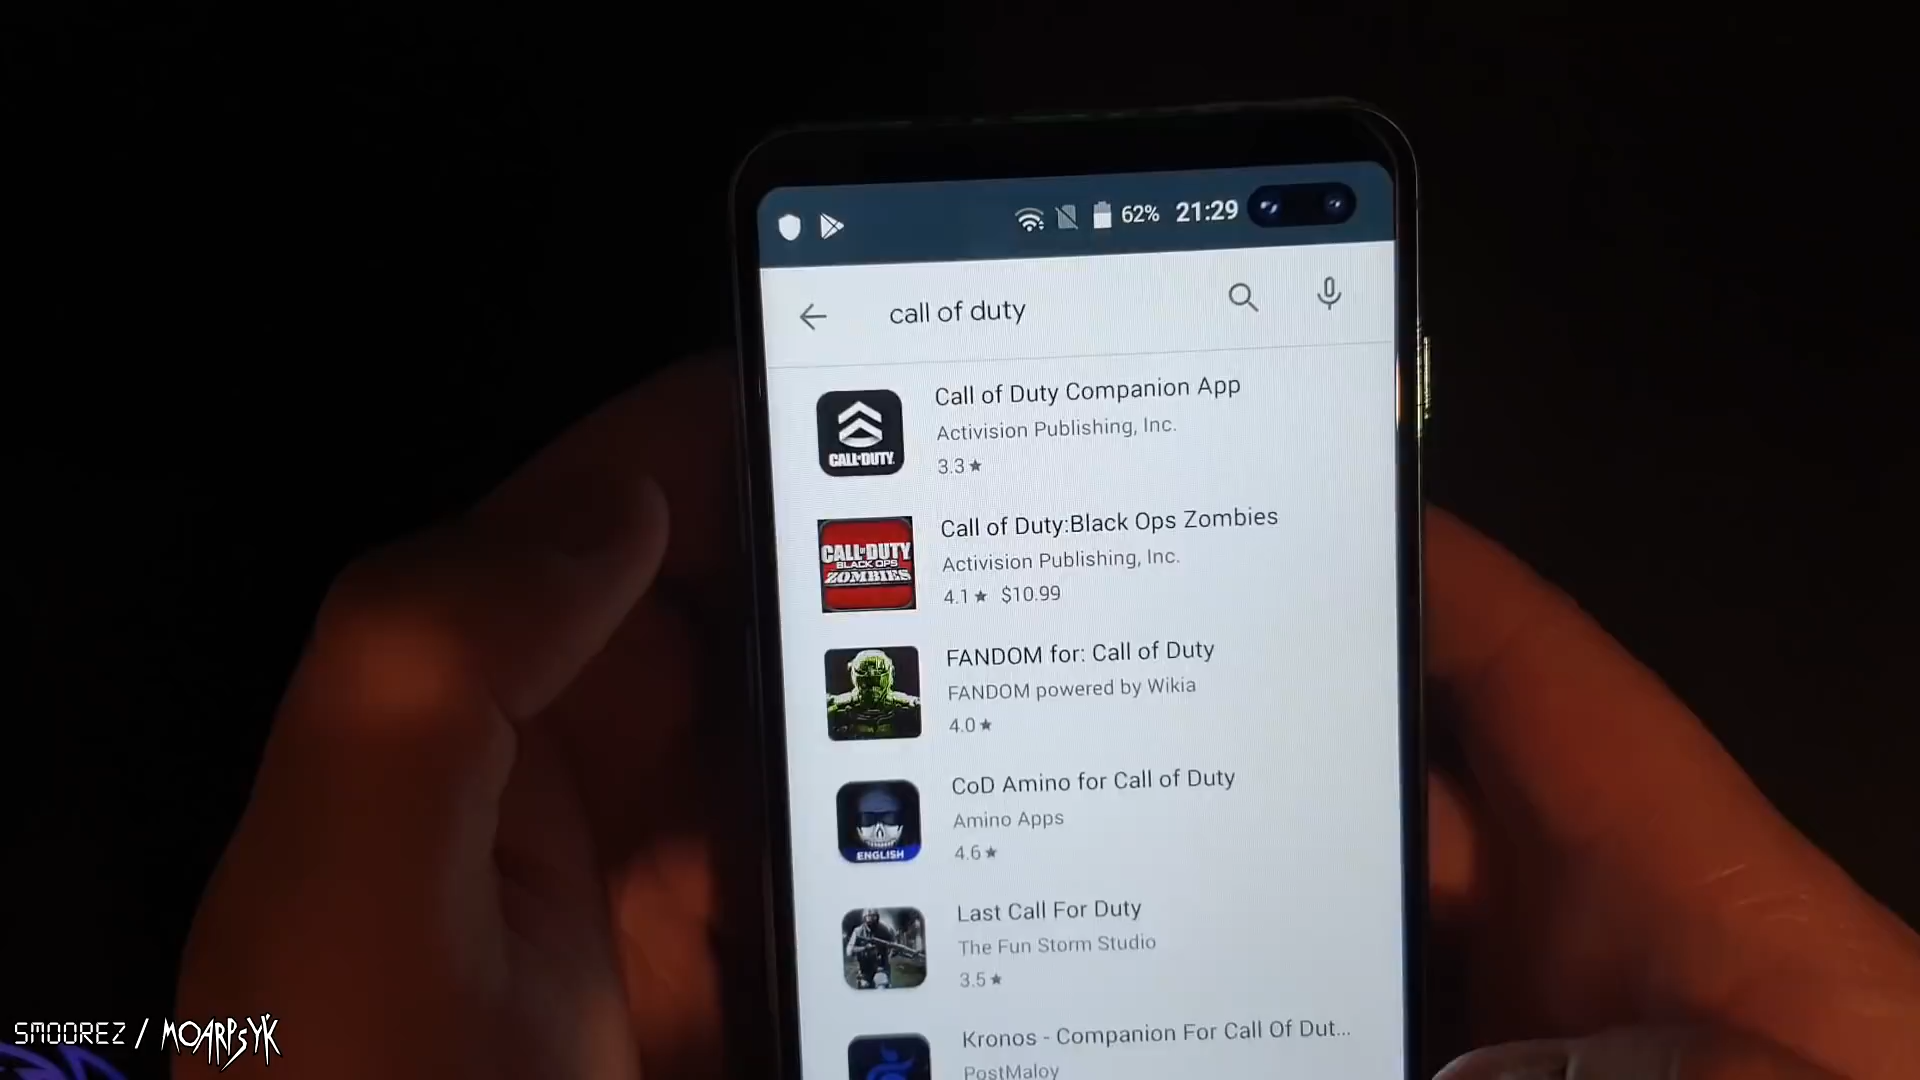 62% 21:29
call of duty
Call of Duty Companion App
Activision Publishing, Inc.
3.3★
CALL OF DUTY
Call of Duty:Black Ops Zombies
Activision Publishing, Inc.
4.1★ $10.99
CALL OF DUTY
BLACK OPS
ZOMBIES
FANDOM for: Call of Duty
FANDOM powered by Wikia
4.0★
CoD Amino for Call of Duty
Amino Apps
4.6★
ENGLISH
Last Call For Duty
The Fun Storm Studio
3.5★
Kronos - Companion For Call Of Dut...
PostMaloy
SMOOREZ / MOARPSYK